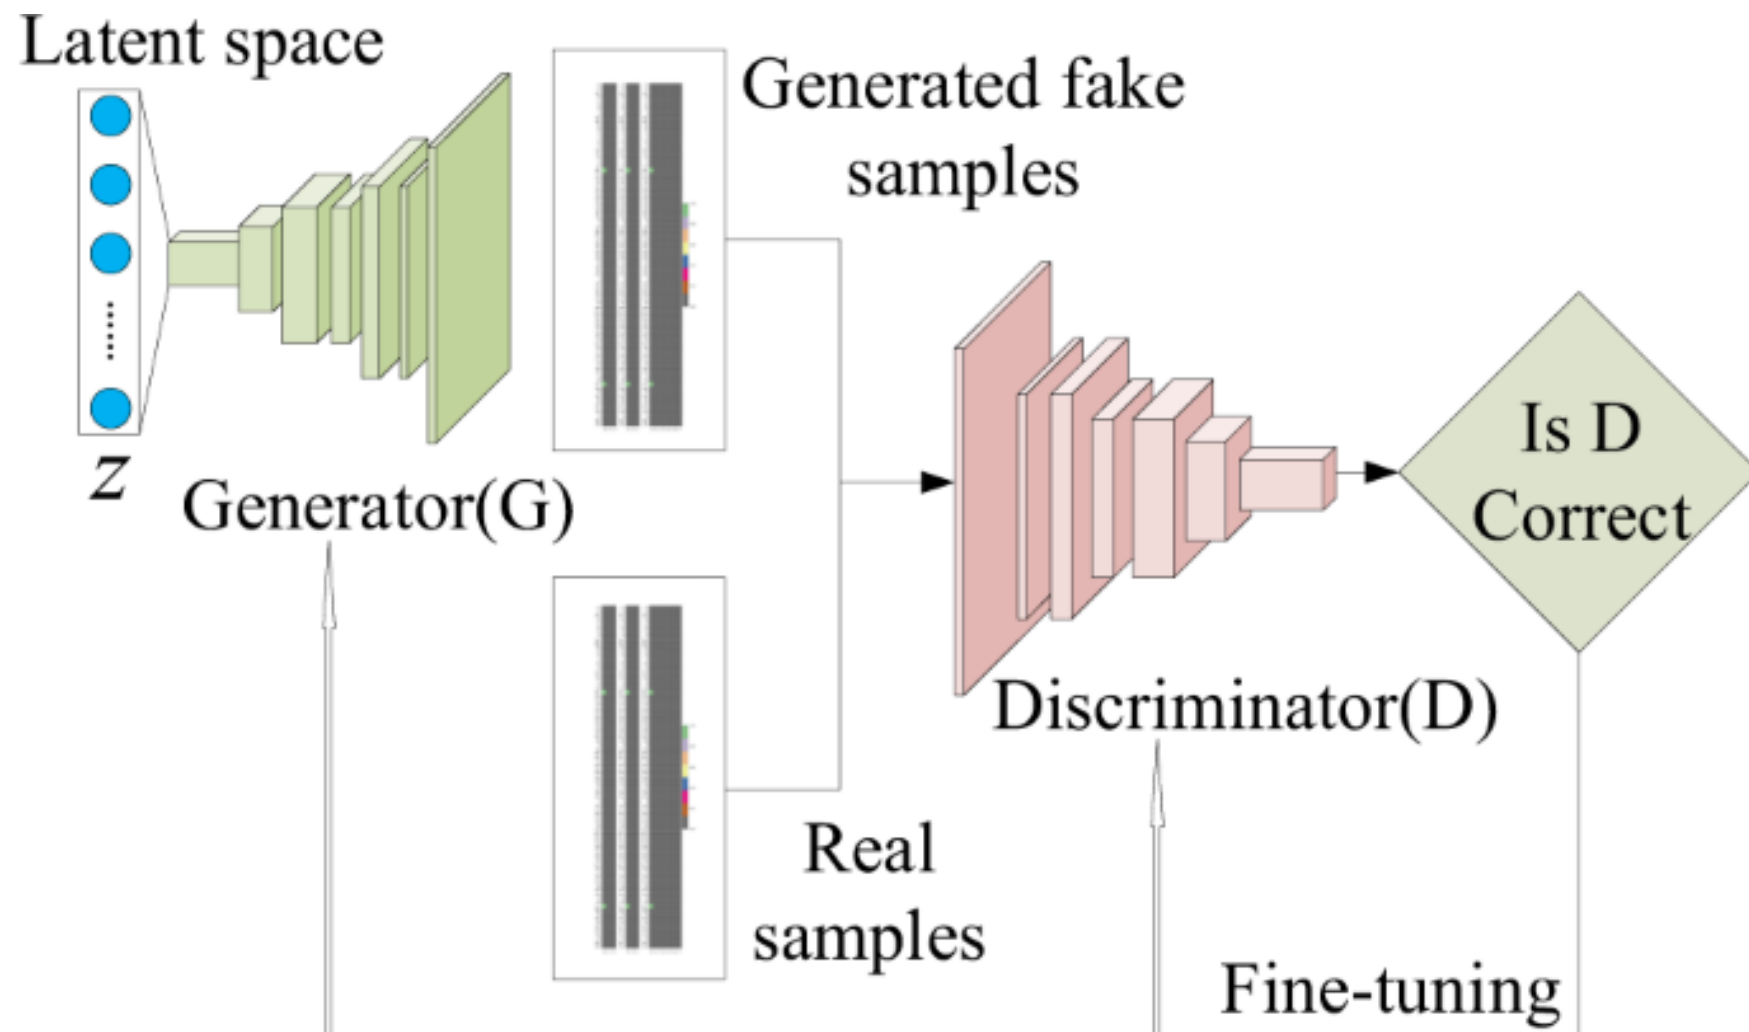 Latent space
Generated fake
samples
z
Generator(G)
Is D
Correct
Discriminator(D)
Real
samples
Fine-tuning